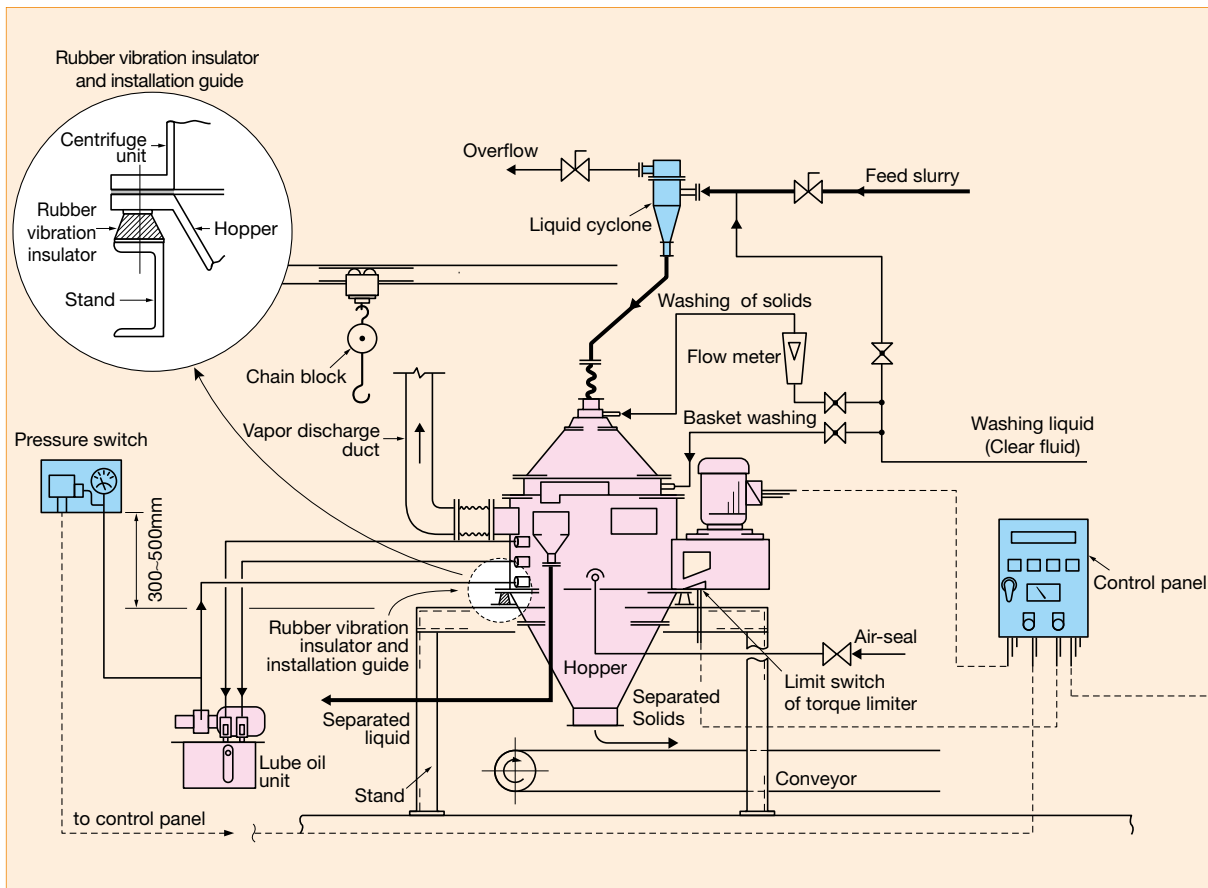 Rubber vibration insulator
and installation guide
Centrifuge
unit
Rubber
vibration
insulator
Hopper
Stand
Overflow
Feed slurry
Liquid cyclone
Washing of solids
Flow meter
Chain block
Basket washing
Washing liquid
(Clear fluid)
Vapor discharge
duct
Pressure switch
300~500mm
Control panel
Rubber vibration
insulator and
installation guide
Air-seal
Hopper
Limit switch
of torque limiter
Separated
Solids
Separated
liquid
Lube oil
unit
Stand
Conveyor
to control panel